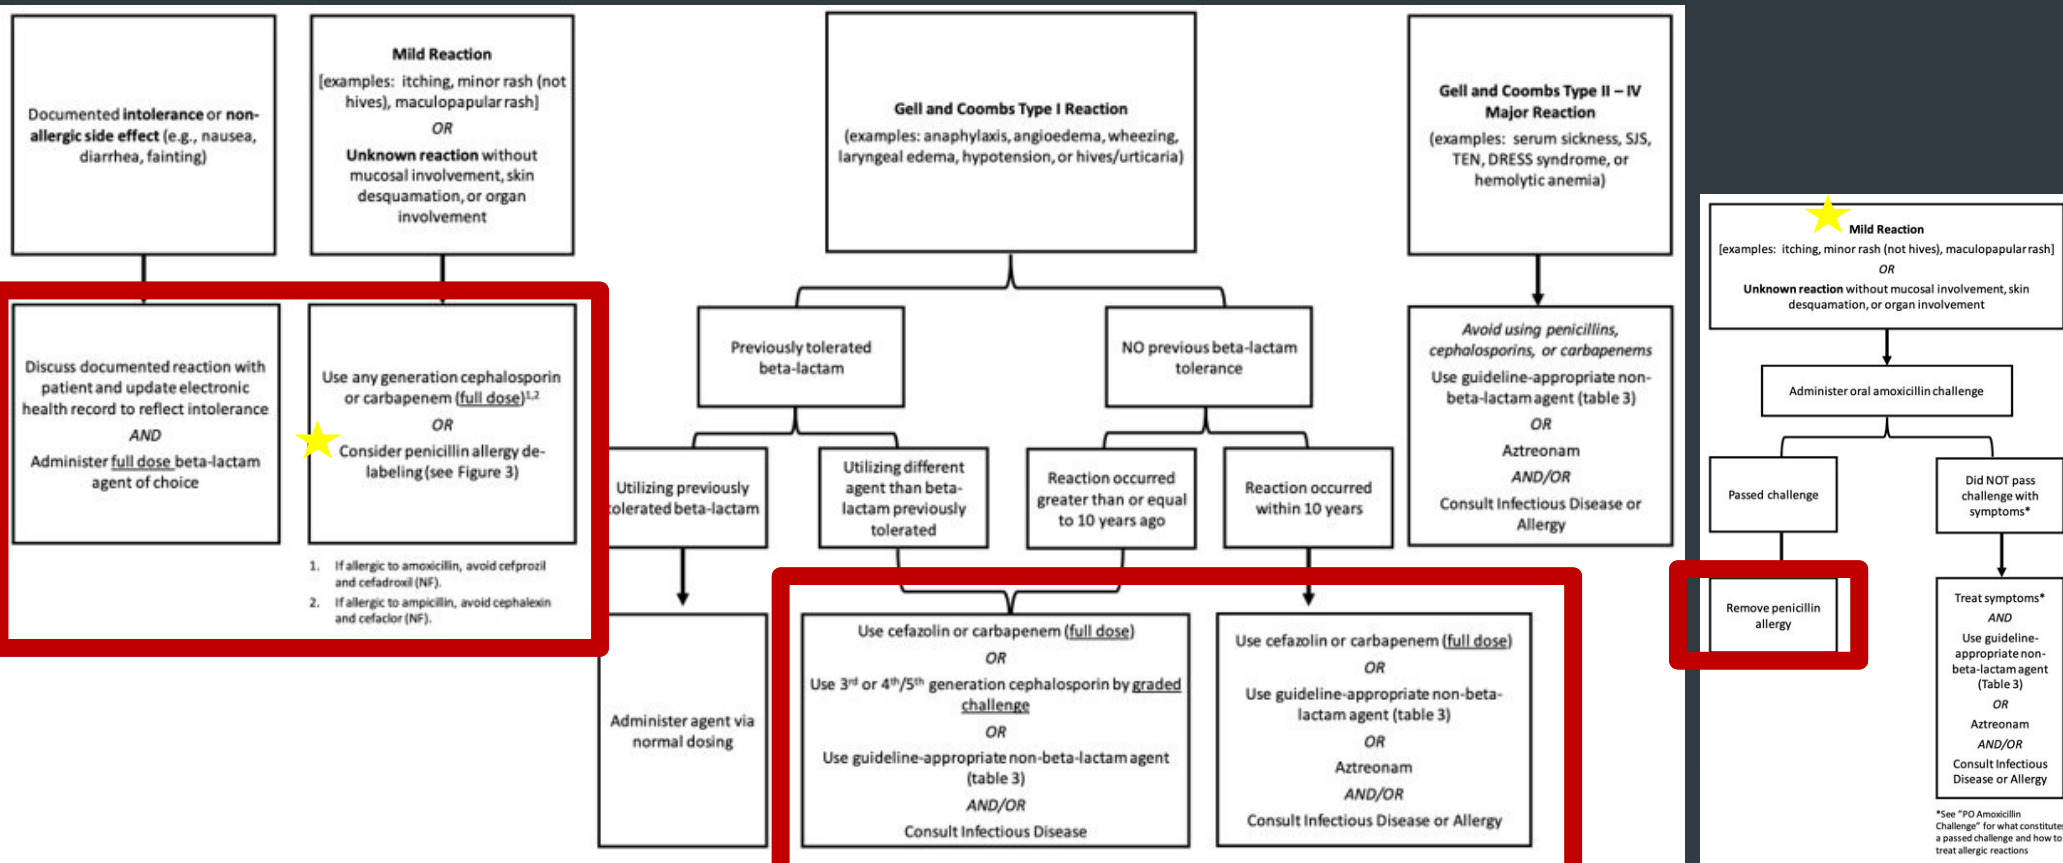 Documented intolerance or non-
allergic side effect (e.g., nausea,
diarrhea, fainting)
Discuss documented reaction with
patient and update electronic
health record to reflect intolerance
AND
Administer full dose beta-lactam
agent of choice
Mild Reaction
[examples: itching, minor rash (not
hives), maculopapular rash]
OR
Unknown reaction without
mucosal involvement, skin
desquamation, or organ
involvement
Use any generation cephalosporin
or carbapenem (full dose)1,2
OR
Consider penicillin allergy de-
labeling (see Figure 3)
1. If allergic to amoxicillin, avoid cefprozil
and cefadroxil (NF).
2. If allergic to ampicillin, avoid cephalexin
and cefaclor (NF).
Gell and Coombs Type I Reaction
(examples: anaphylaxis, angioedema, wheezing,
laryngeal edema, hypotension, or hives/urticaria)
Previously tolerated
beta-lactam
NO previous beta-lactam
tolerance
Utilizing previously
tolerated beta-lactam
Utilizing different
agent than beta-
lactam previously
tolerated
Reaction occurred
greater than or equal
to 10 years ago
Reaction occurred
within 10 years
Administer agent via
normal dosing
Use cefazolin or carbapenem (full dose)
OR
Use 3rd or 4th/5th generation cephalosporin by graded
challenge
OR
Use guideline-appropriate non-beta-lactam agent
(table 3)
AND/OR
Consult Infectious Disease
Use cefazolin or carbapenem (full dose)
OR
Use guideline-appropriate non-beta-
lactam agent (table 3)
OR
Aztreonam
AND/OR
Consult Infectious Disease or Allergy
Gell and Coombs Type II – IV
Major Reaction
(examples: serum sickness, SJS,
TEN, DRESS syndrome, or
hemolytic anemia)
Avoid using penicillins,
cephalosporins, or carbapenems
Use guideline-appropriate non-
beta-lactam agent (table 3)
OR
Aztreonam
AND/OR
Consult Infectious Disease or
Allergy
Mild Reaction
[examples: itching, minor rash (not hives), maculopapular rash]
OR
Unknown reaction without mucosal involvement, skin
desquamation, or organ involvement
Administer oral amoxicillin challenge
Passed challenge
Remove penicillin
allergy
Did NOT pass
challenge with
symptoms*
Treat symptoms*
AND
Use guideline-
appropriate non-
beta-lactam agent
(Table 3)
OR
Aztreonam
AND/OR
Consult Infectious
Disease or Allergy
*See "PO Amoxicillin
Challenge" for what constitutes
a passed challenge and how to
treat allergic reactions